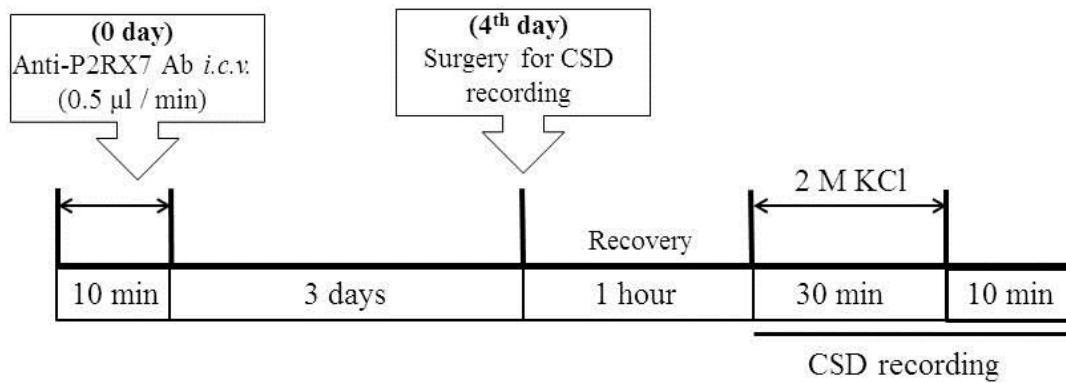 (0 day)
Anti-P2RX7 Ab i.c.v.
(0.5 µl / min)
(4th day)
Surgery for CSD
recording
2 M KCl
Recovery
10 min
3 days
1 hour
30 min
10 min
CSD recording